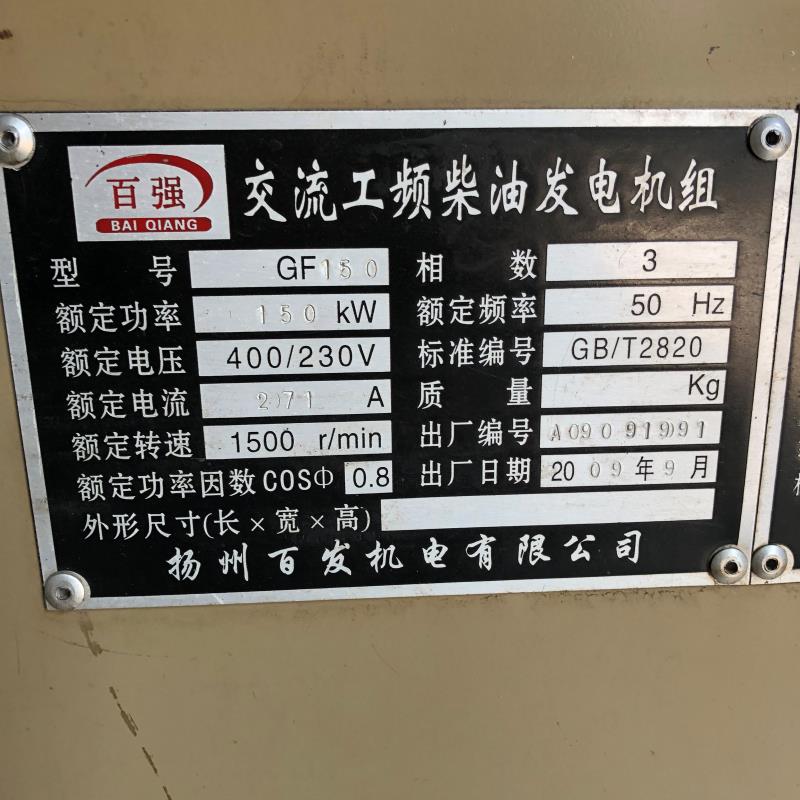 百强
BAI QIANG
交流工频柴油发电机组
型号 GF150 相数 3
额定功率 150 kW 额定频率 50 Hz
额定电压 400/230V 标准编号 GB/T2820
额定电流 271 A 质量 Kg
额定转速 1500 r/min 出厂编号 A09091991
额定功率因数COSΦ 0.8 出厂日期 2009年9月
外形尺寸(长×宽×高)
扬州百发机电有限公司